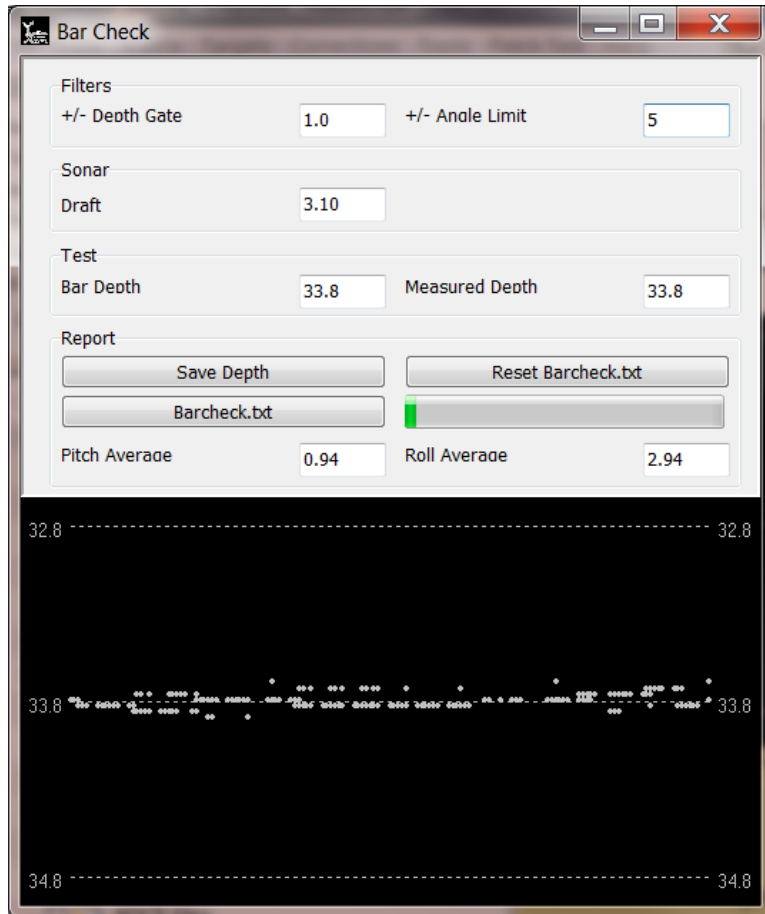 Bar Check
Filters
+/- Depth Gate 1.0 +/- Angle Limit 5
Sonar
Draft 3.10
Test
Bar Depth 33.8 Measured Depth 33.8
Report
Save Depth Reset Barcheck.txt
Barcheck.txt
Pitch Average 0.94 Roll Average 2.94
32.8 32.8
33.8 33.8
34.8 34.8